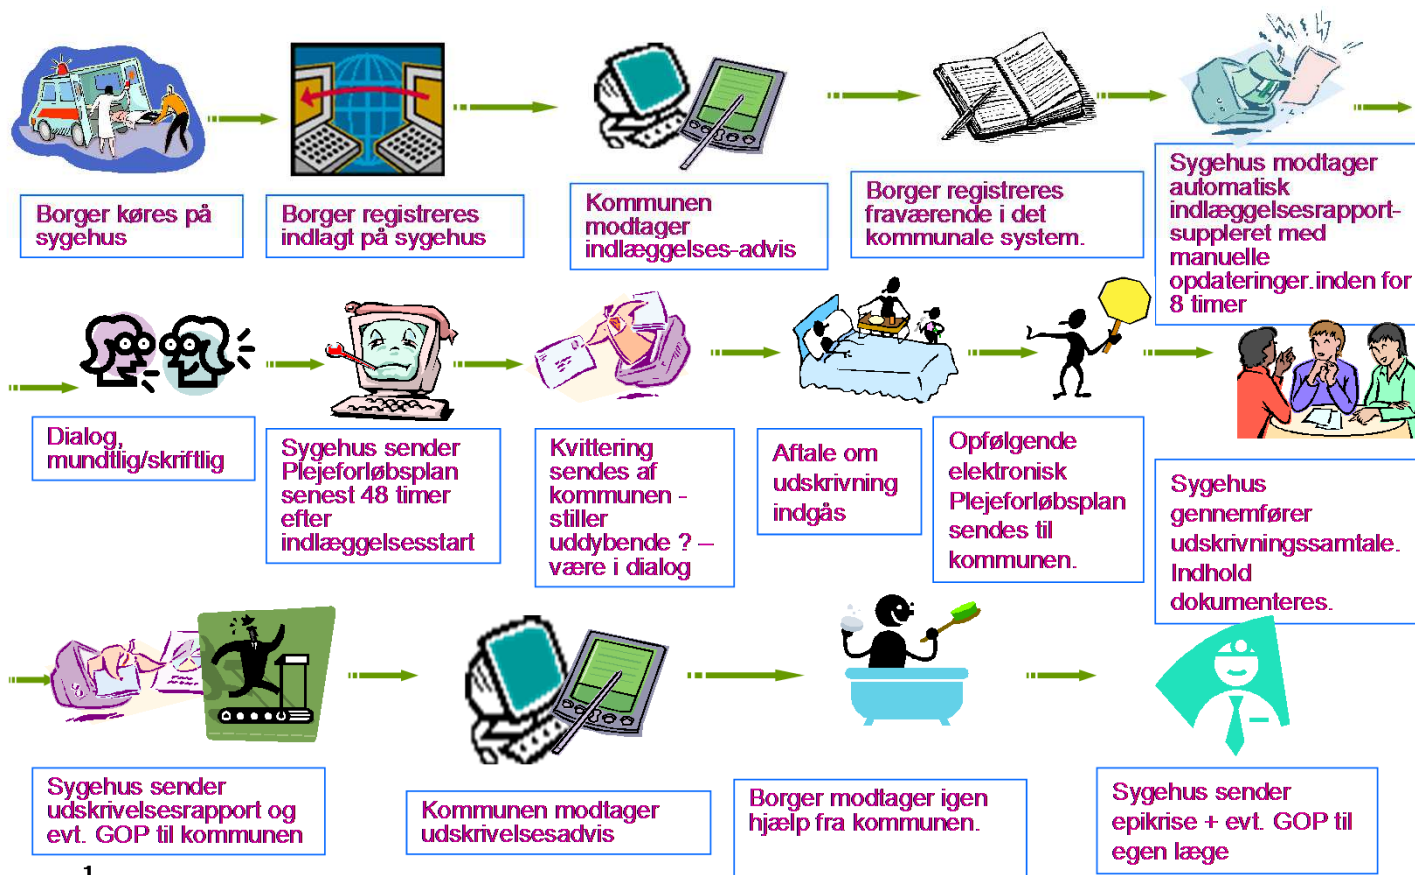 Borger køres på
sygehus
Borger registreres
indlagt på sygehus
Kommunen
modtager
indlæggelses-advis
Borger registreres
fraværende i det
kommunale system.
Sygehus modtager
automatisk
indlæggelsesrapport-
suppleret med
manuelle
opdateringer.inden for
8 timer
Dialog,
mundtlig/skriftlig
Sygehus sender
Plejeforløbsplan
senest 48 timer
efter
indlæggelsesstart
Kvittering
sendes af
kommunen -
stiller
uddybende ? –
være i dialog
Aftale om
udskrivning
indgås
Opfølgende
elektronisk
Plejeforløbsplan
sendes til
kommunen.
Sygehus
gennemfører
udskrivningssamtale.
Indhold
dokumenteres.
Sygehus sender
udskrivelsesrapport og
evt. GOP til kommunen
Kommunen modtager
udskrivelsesadvis
Borger modtager igen
hjælp fra kommunen.
Sygehus sender
epikrise + evt. GOP til
egen læge
1